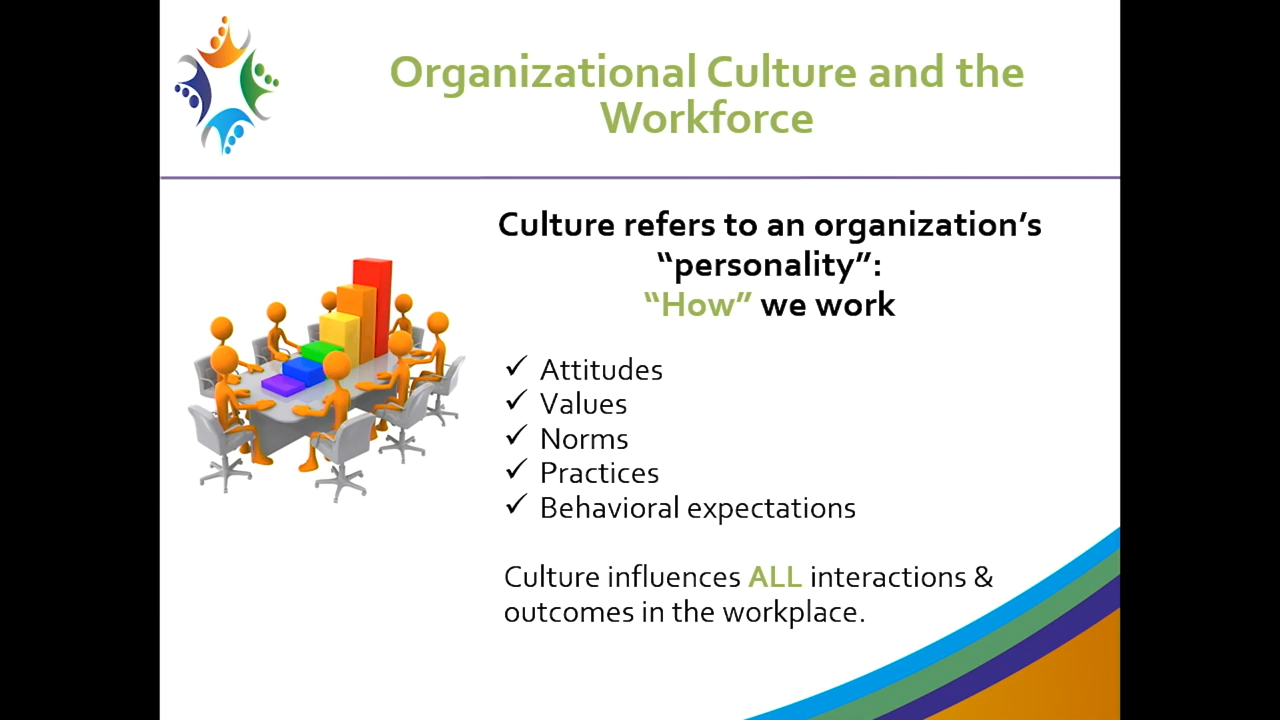 Organizational Culture and the
Workforce
Culture refers to an organization’s
“personality”:
“How” we work
✓ Attitudes
✓ Values
✓ Norms
✓ Practices
✓ Behavioral expectations
Culture influences ALL interactions &
outcomes in the workplace.